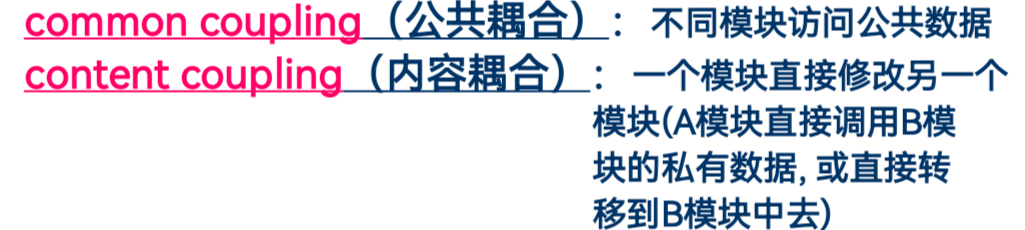 common coupling（公共耦合）： 不同模块访问公共数据
content coupling（内容耦合）： 一个模块直接修改另一个
模块(A模块直接调用B模
块的私有数据, 或直接转
移到B模块中去)